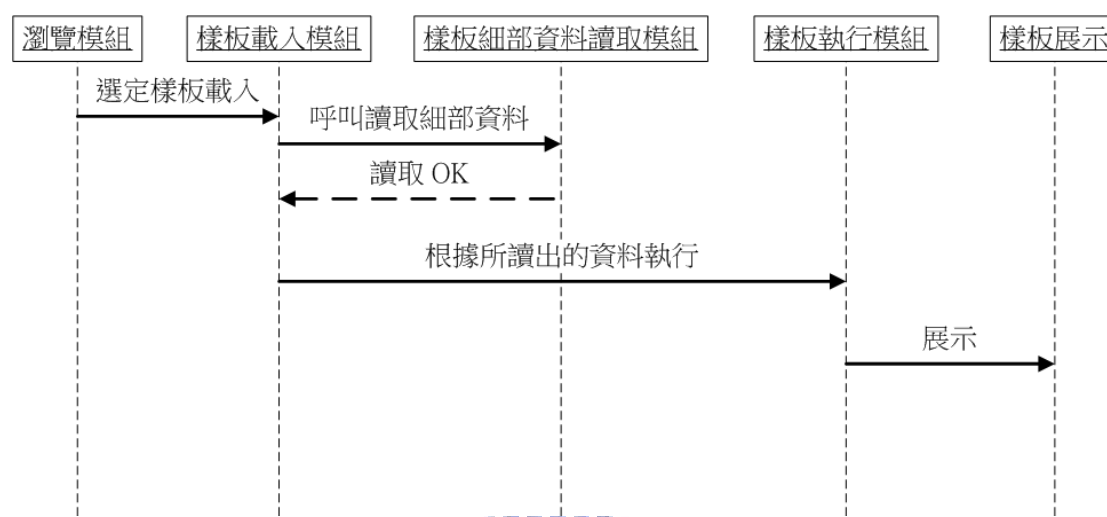 瀏覽模組 樣板載入模組 樣板細部資料讀取模組 樣板執行模組 樣板展示
選定樣板載入
呼叫讀取細部資料
讀取 OK
根據所讀出的資料執行
展示